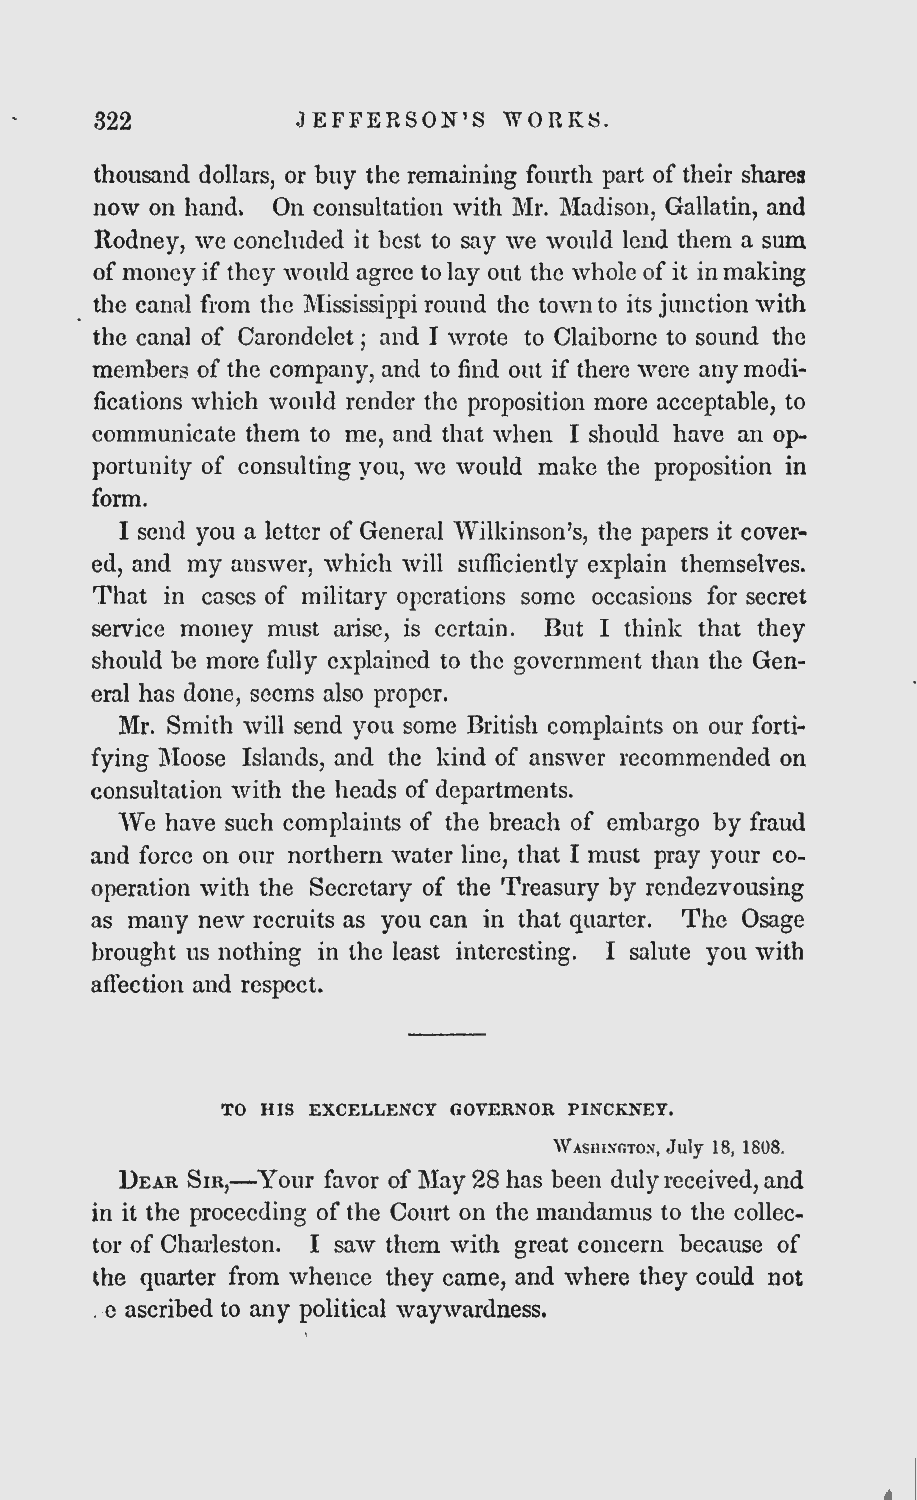 322 JEFFERSON'S WORKS.
thousand dollars, or buy the remaining fourth part of their shares
now on hand. On consultation with Mr. Madison, Gallatin, and
Rodney, we concluded it best to say we would lend them a sum
of money if they would agree to lay out the whole of it in making
the canal from the Mississippi round the town to its junction with
the canal of Carondelet; and I wrote to Claiborne to sound the
members of the company, and to find out if there were any modi-
fications which would render the proposition more acceptable, to
communicate them to me, and that when I should have an op-
portunity of consulting you, we would make the proposition in
form.
I send you a letter of General Wilkinson's, the papers it cover-
ed, and my answer, which will sufficiently explain themselves.
That in cases of military operations some occasions for secret
service money must arise, is certain. But I think that they
should be more fully explained to the government than the Gen-
eral has done, seems also proper.
Mr. Smith will send you some British complaints on our forti-
fying Moose Islands, and the kind of answer recommended on
consultation with the heads of departments.
We have such complaints of the breach of embargo by fraud
and force on our northern water line, that I must pray your co-
operation with the Secretary of the Treasury by rendezvousing
as many new recruits as you can in that quarter. The Osage
brought us nothing in the least interesting. I salute you with
affection and respect.
TO HIS EXCELLENCY GOVERNOR PINCKNEY.
WASHINGTON, July 18, 1808.
DEAR SIR,—Your favor of May 28 has been duly received, and
in it the proceeding of the Court on the mandamus to the collec-
tor of Charleston. I saw them with great concern because of
the quarter from whence they came, and where they could not
e ascribed to any political waywardness.